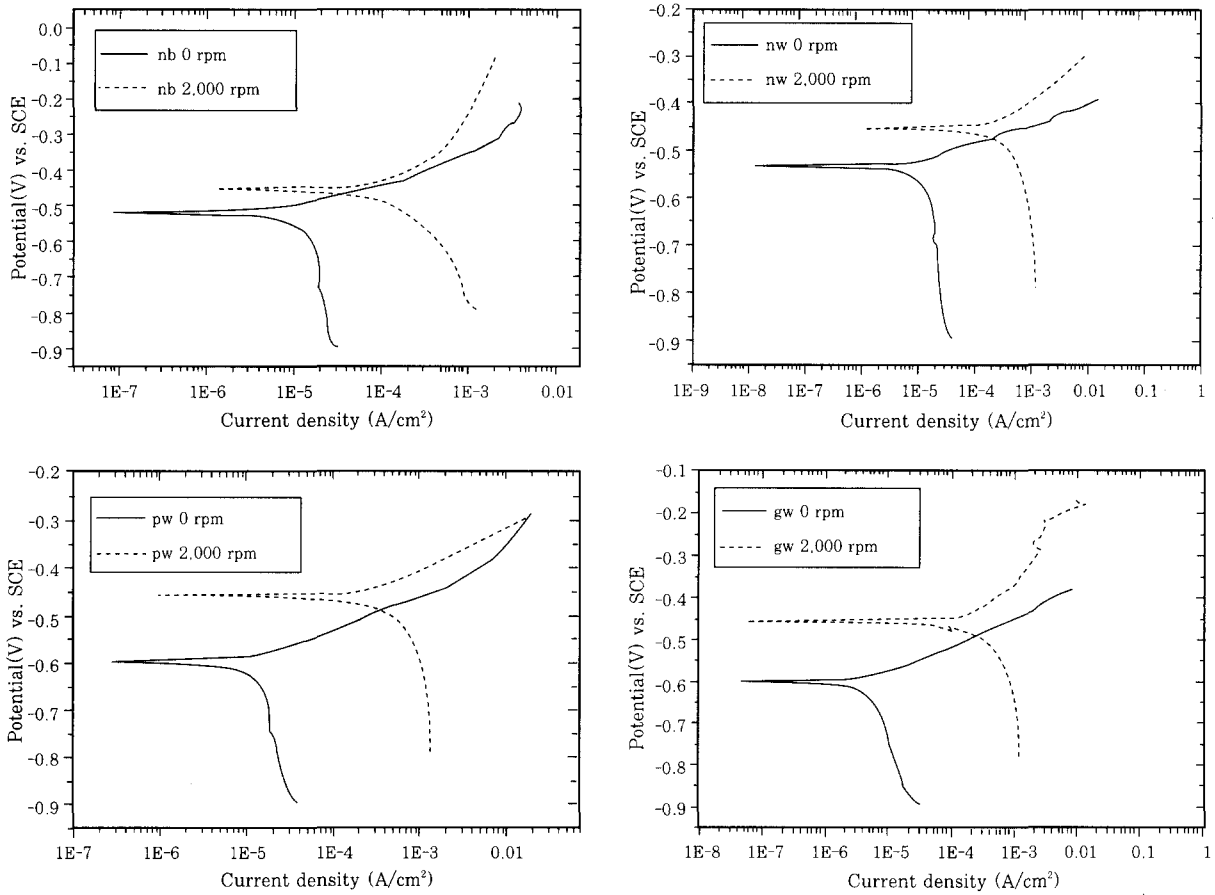 nb 0 rpm
nb 2,000 rpm
Potential(V) vs. SCE
0.0
-0.1
-0.2
-0.3
-0.4
-0.5
-0.6
-0.7
-0.8
-0.9
1E-7
1E-6
1E-5
1E-4
1E-3
0.01
Current density (A/cm²)
nw 0 rpm
nw 2,000 rpm
Potential(V) vs. SCE
-0.2
-0.3
-0.4
-0.5
-0.6
-0.7
-0.8
-0.9
1E-9
1E-8
1E-7
1E-6
1E-5
1E-4
1E-3
0.01
0.1
1
Current density (A/cm²)
pw 0 rpm
pw 2,000 rpm
Potential(V) vs. SCE
-0.2
-0.3
-0.4
-0.5
-0.6
-0.7
-0.8
-0.9
1E-7
1E-6
1E-5
1E-4
1E-3
0.01
Current density (A/cm²)
gw 0 rpm
gw 2,000 rpm
Potential(V) vs. SCE
-0.1
-0.2
-0.3
-0.4
-0.5
-0.6
-0.7
-0.8
-0.9
1E-8
1E-7
1E-6
1E-5
1E-4
1E-3
0.01
0.1
1
Current density (A/cm²)